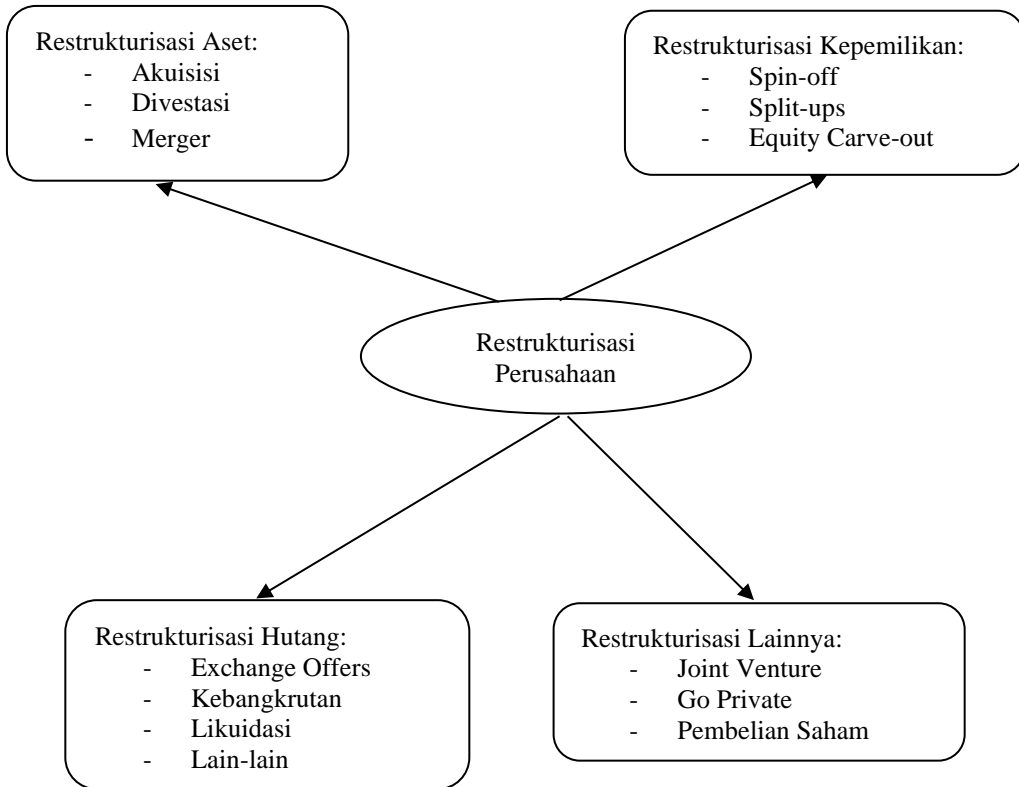 Restrukturisasi Aset:
- Akuisisi
- Divestasi
- Merger
Restrukturisasi Kepemilikan:
- Spin-off
- Split-ups
- Equity Carve-out
Restrukturisasi
Perusahaan
Restrukturisasi Hutang:
- Exchange Offers
- Kebangkrutan
- Likuidasi
- Lain-lain
Restrukturisasi Lainnya:
- Joint Venture
- Go Private
- Pembelian Saham